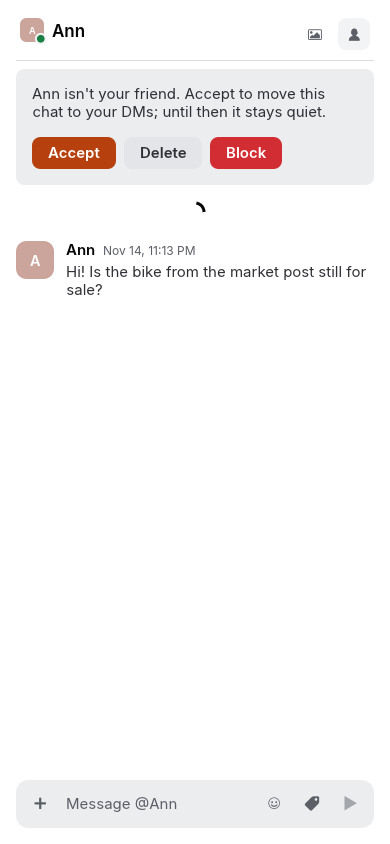 A Ann
Ann isn't your friend. Accept to move this
chat to your DMs; until then it stays quiet.
Accept Delete Block
A
Ann Nov 14, 11:13 PM
Hi! Is the bike from the market post still for
sale?
Message @Ann